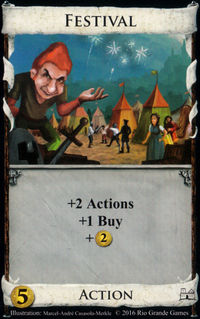 FESTIVAL
+2 Actions
+1 Buy
+ 2
5 ACTION
Illustration: Marcel-André Casasola-Merkle © 2016 Rio Grande Games